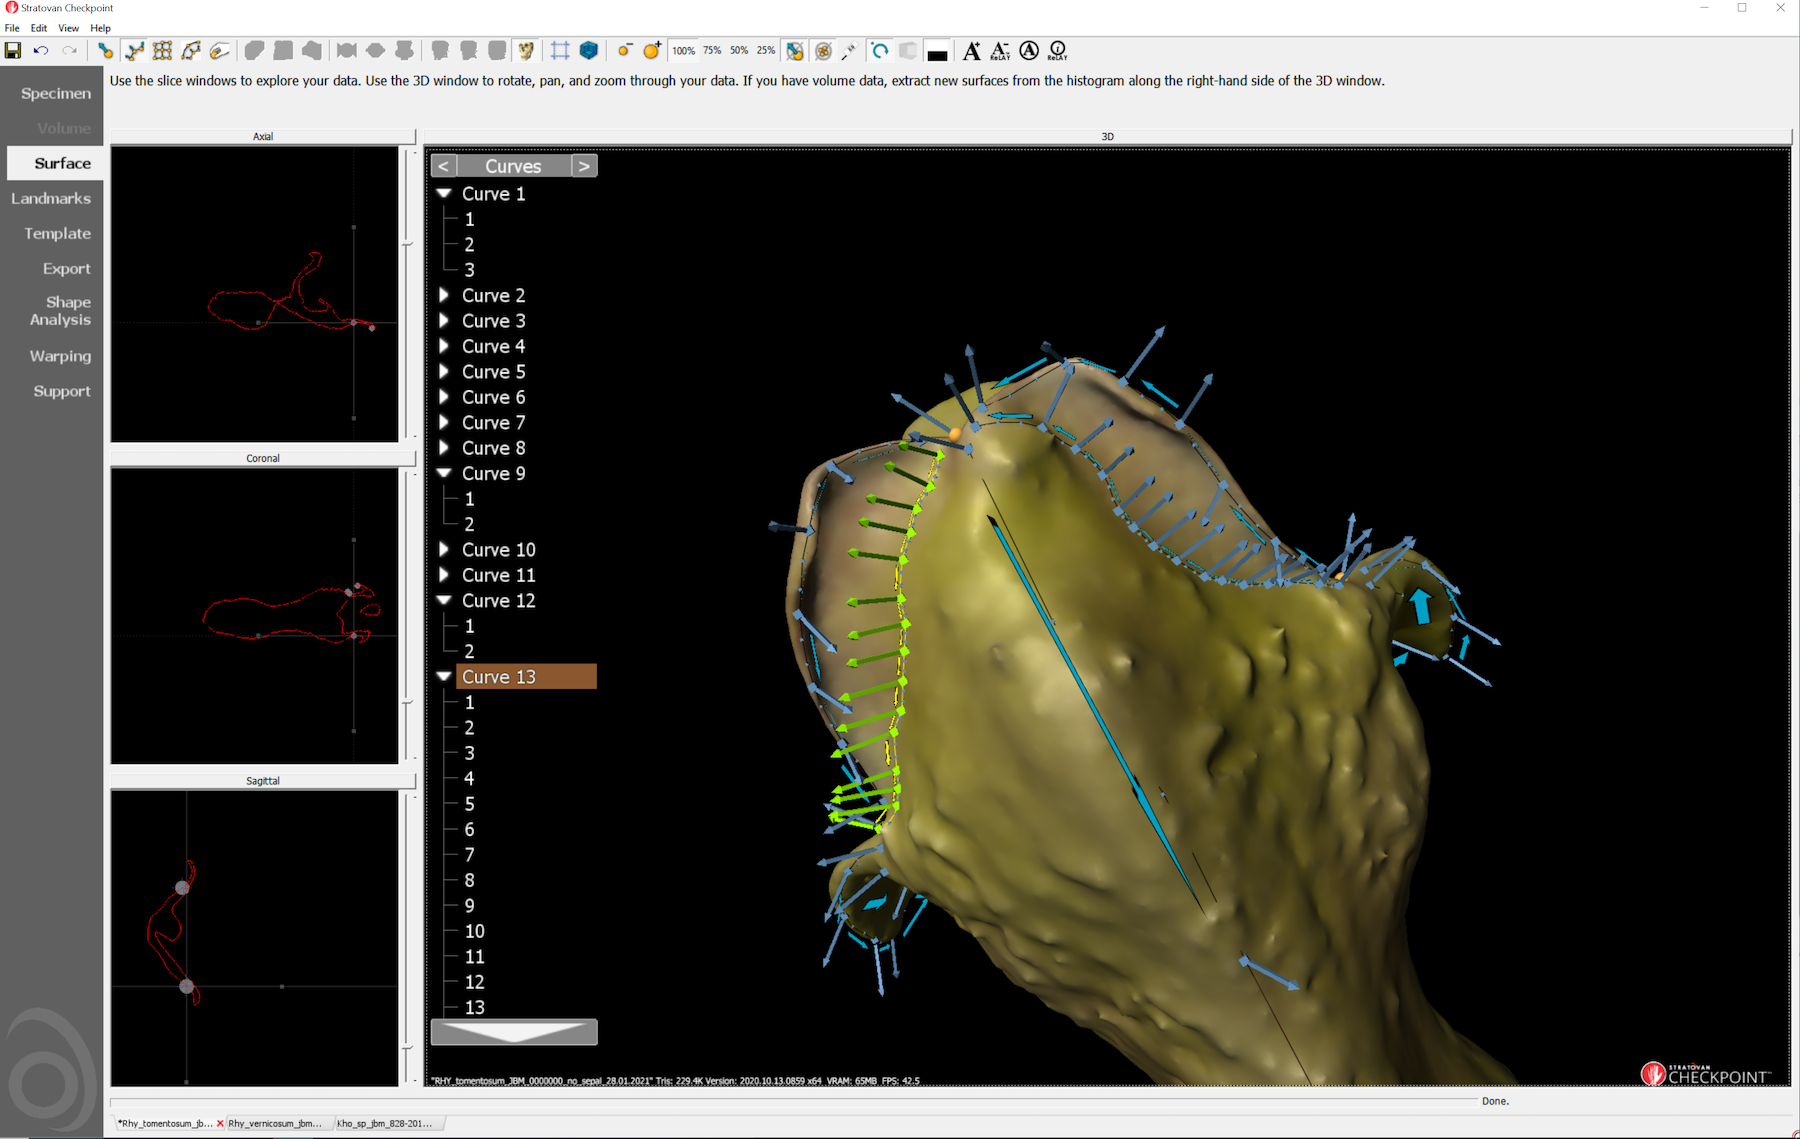 Stratovan Checkpoint
File Edit View Help
100% 75% 50% 25% A+ A- RELAY A i RELAY
Use the slice windows to explore your data. Use the 3D window to rotate, pan, and zoom through your data. If you have volume data, extract new surfaces from the histogram along the right-hand side of the 3D window.
Specimen
Volume
Surface
Landmarks
Template
Export
Shape
Analysis
Warping
Support
Axial
Coronal
Sagittal
3D
< Curves >
Curve 1
1
2
3
Curve 2
Curve 3
Curve 4
Curve 5
Curve 6
Curve 7
Curve 8
Curve 9
1
2
Curve 10
Curve 11
Curve 12
1
2
Curve 13
1
2
3
4
5
6
7
8
9
10
11
12
13
"RHY_tomentosum_JBM_0000000_no_sepal_28.01.2021" Tris: 229.4K Version: 2020.10.13.0859 x64 VRAM: 65MB FPS: 42.5
STRATOVAN
CHECKPOINT™
Done.
*Rhy_tomentosum_jb... Rhy_vernicosum_jbm... Kho_sp_jbm_828-201...